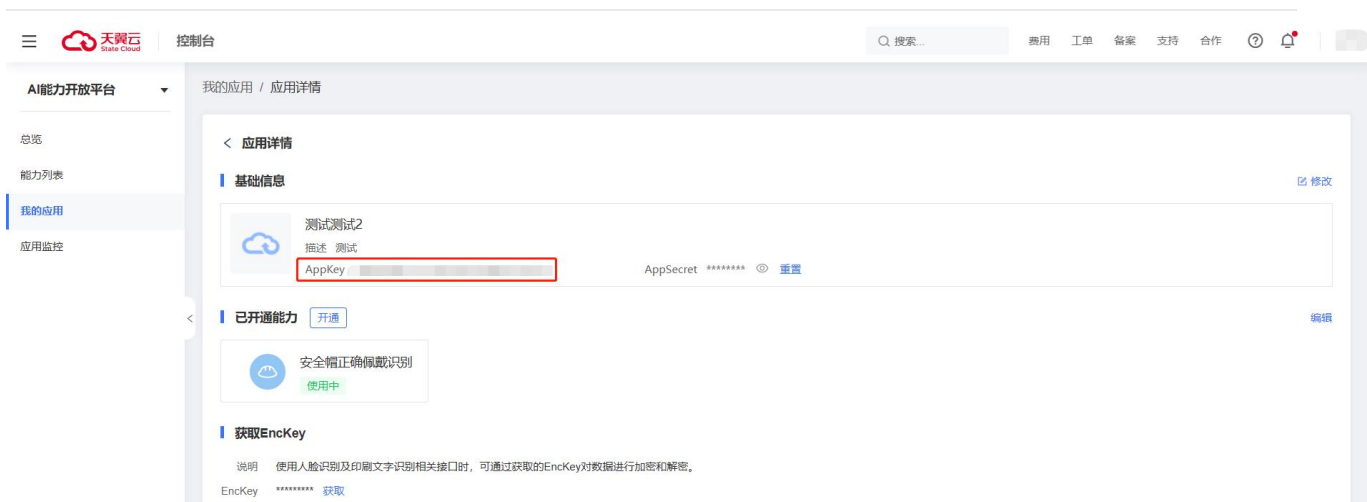 天翼云 State Cloud 控制台 搜索... 费用 工单 备案 支持 合作
AI能力开放平台
我的应用 / 应用详情
总览
能力列表
我的应用
应用监控
应用详情
基础信息 修改
测试测试2
描述 测试
AppKey AppSecret ******** 重置
已开通能力 开通 编辑
安全帽正确佩戴识别
使用中
获取EncKey
说明 使用人脸识别及印刷文字识别相关接口时，可通过获取的EncKey对数据进行加密和解密。
EncKey ********* 获取